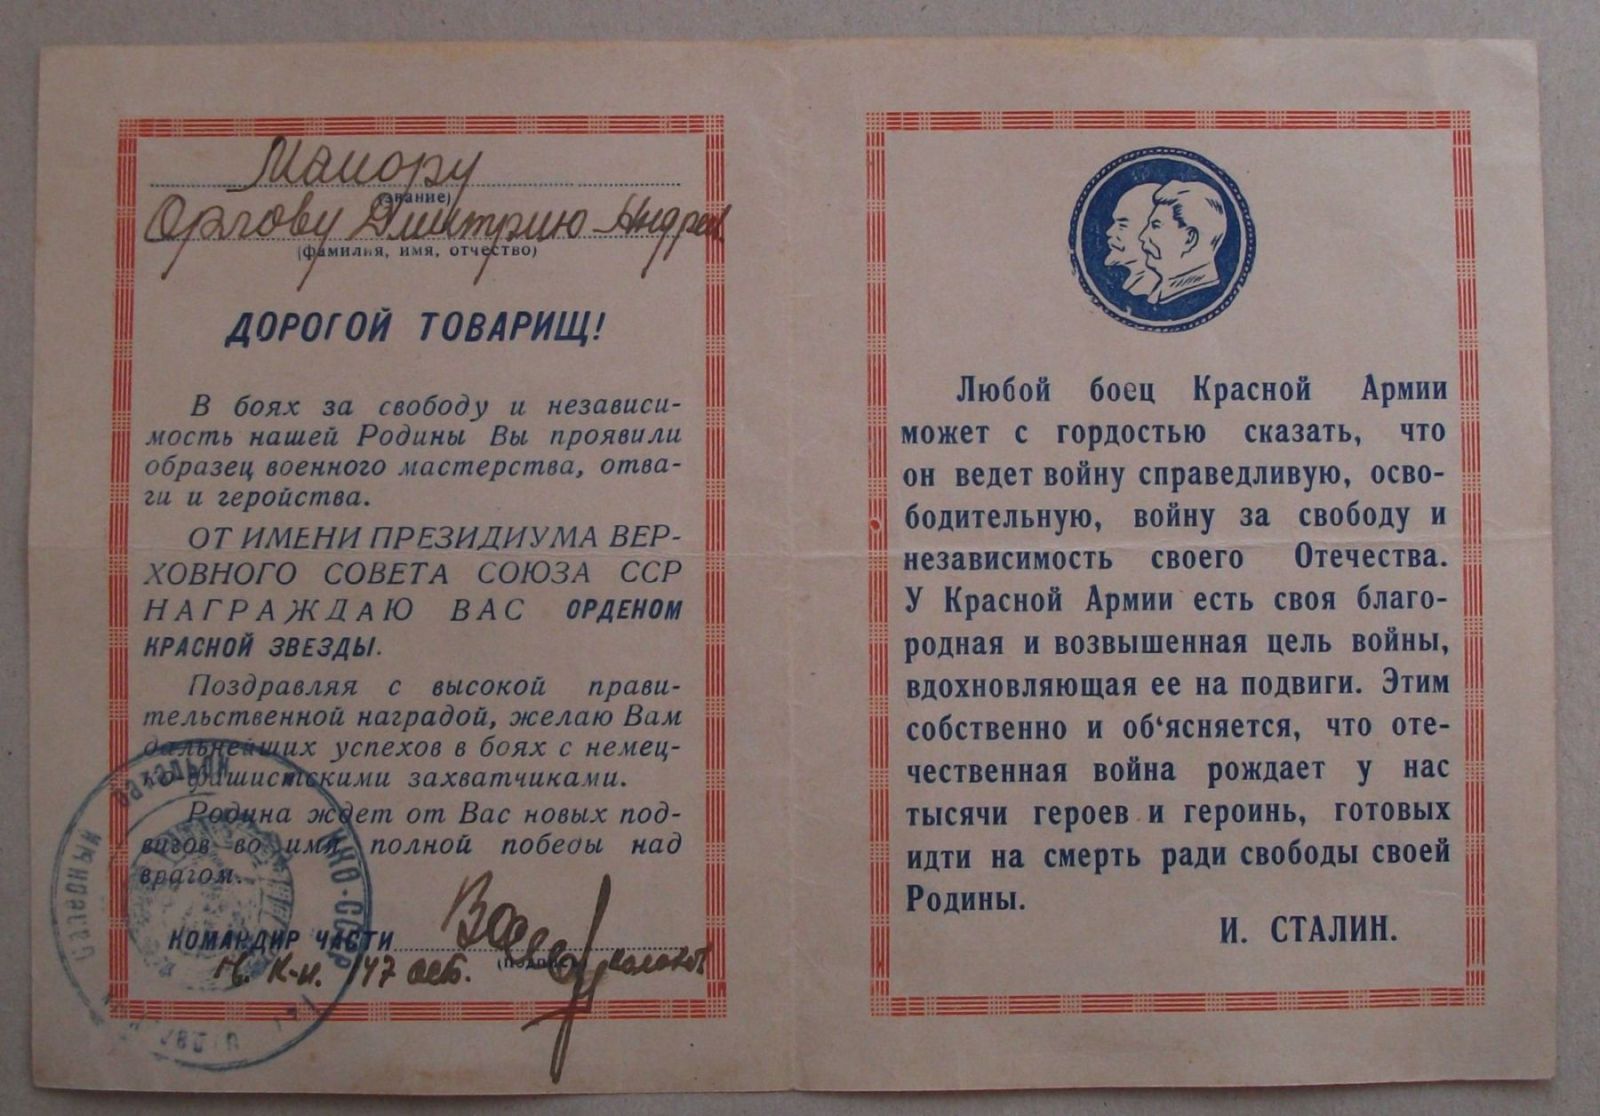 Майору
(звание)
Орлову Дмитрию Андреев.
(фамилия, имя, отчество)
ДОРОГОЙ ТОВАРИЩ!
В боях за свободу и независи-
мость нашей Родины Вы проявили
образец военного мастерства, отва-
ги и геройства.
ОТ ИМЕНИ ПРЕЗИДИУМА ВЕР-
ХОВНОГО СОВЕТА СОЮЗА ССР
НАГРАЖДАЮ ВАС ОРДЕНОМ
КРАСНОЙ ЗВЕЗДЫ.
Поздравляя с высокой прави-
тельственной наградой, желаю Вам
дальнейших успехов в боях с немец-
ко-фашистскими захватчиками.
Родина ждет от Вас новых под-
вигов во имя полной победы над
врагом.
КОМАНДИР ЧАСТИ
(подпись)
Любой боец Красной Армии
может с гордостью сказать, что
он ведет войну справедливую, осво-
бодительную, войну за свободу и
независимость своего Отечества.
У Красной Армии есть своя благо-
родная и возвышенная цель войны,
вдохновляющая ее на подвиги. Этим
собственно и об‘ясняется, что оте-
чественная война рождает у нас
тысячи героев и героинь, готовых
идти на смерть ради свободы своей
Родины.
И. СТАЛИН.